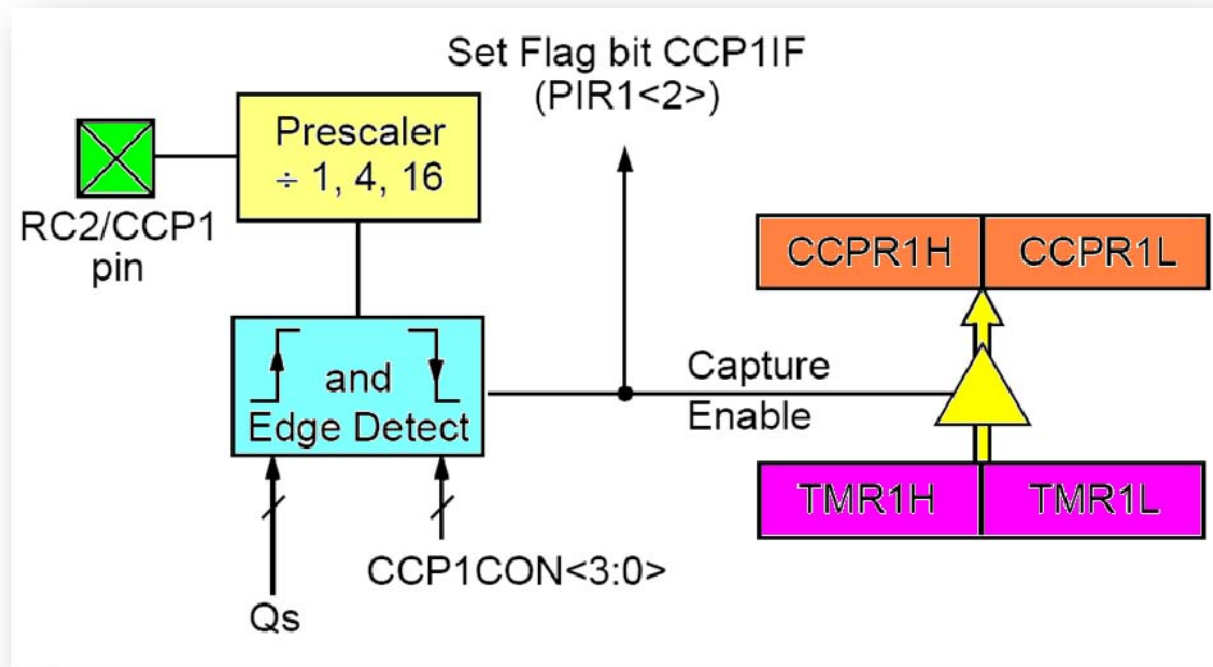 Set Flag bit CCP1IF
(PIR1<2>)
Prescaler
÷ 1, 4, 16
RC2/CCP1
pin
CCPR1H
CCPR1L
and
Edge Detect
Capture
Enable
TMR1H
TMR1L
CCP1CON<3:0>
Qs